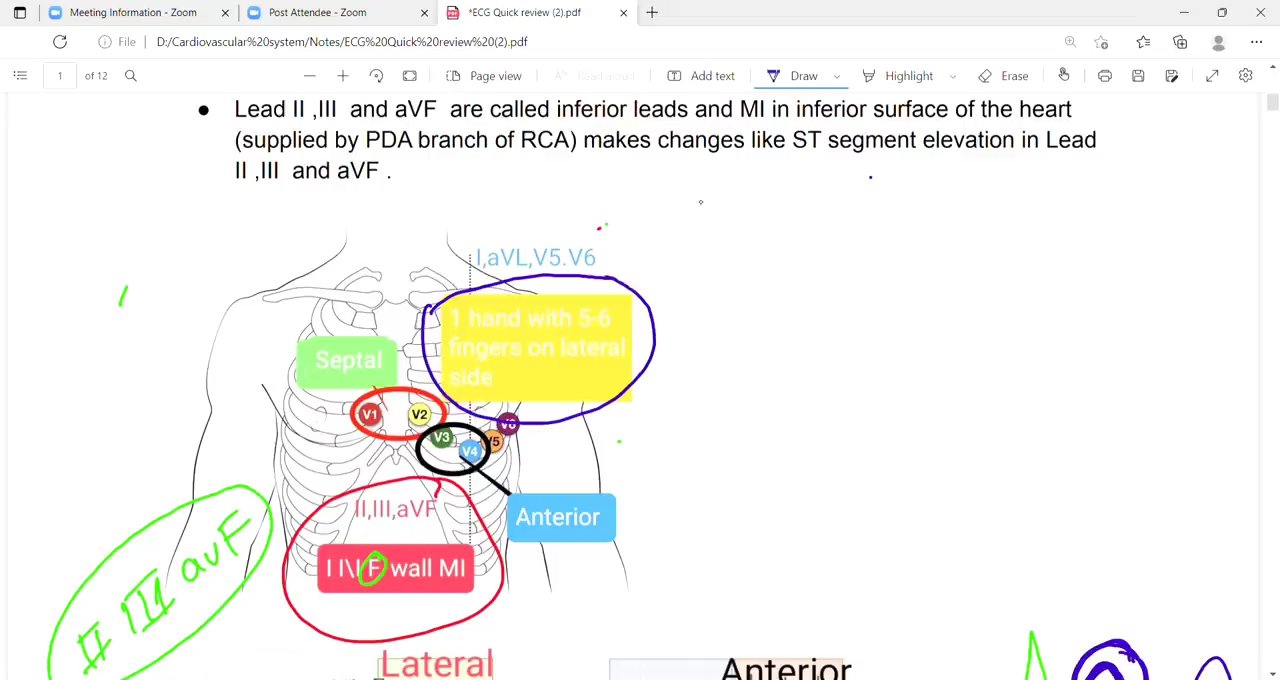 Meeting Information - Zoom
Post Attendee - Zoom
*ECG Quick review (2).pdf
File
D:/Cardiovascular%20system/Notes/ECG%20Quick%20review%20(2).pdf
1 of 12
Page view
Read aloud
Add text
Draw
Highlight
Erase
● Lead II ,III and aVF are called inferior leads and MI in inferior surface of the heart
(supplied by PDA branch of RCA) makes changes like ST segment elevation in Lead
II ,III and aVF .
I,aVL,V5.V6
1 hand with 5-6
fingers on lateral
side
Septal
V1
V2
V3
V4
V5
V6
II,III,aVF
Anterior
I I\I F wall MI
II III avF
Lateral
Anterior